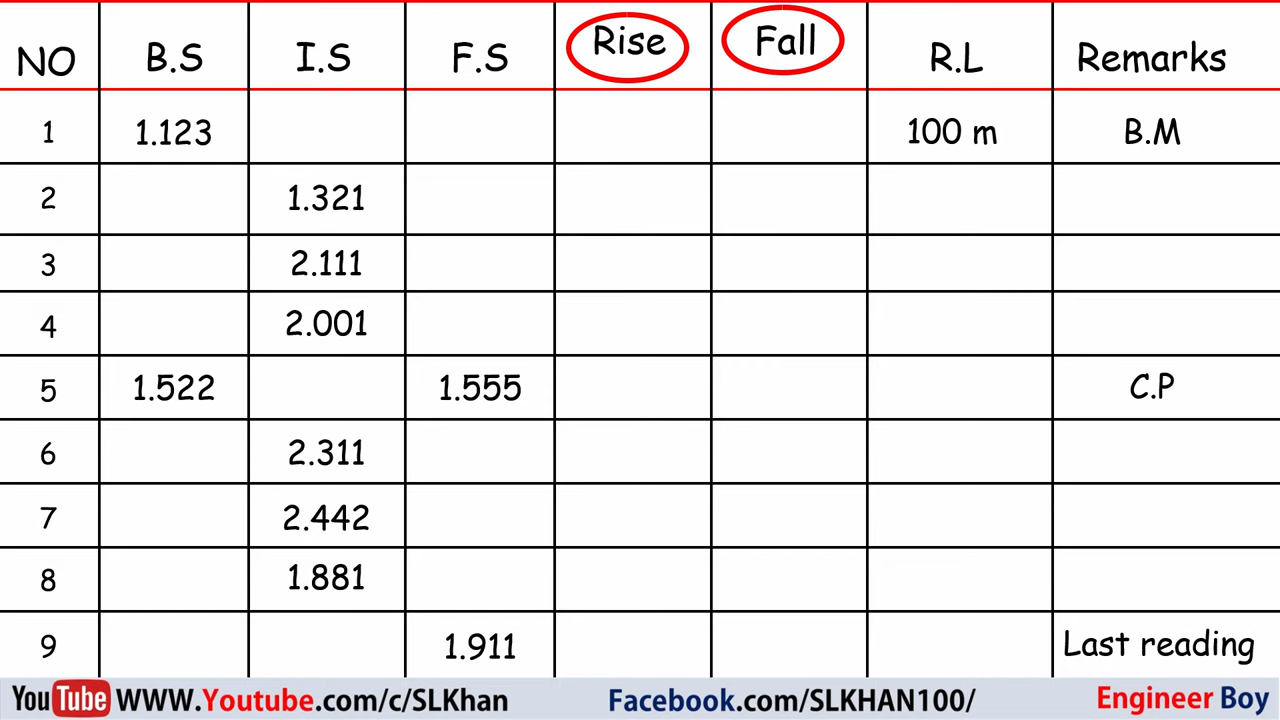 NO B.S I.S F.S Rise Fall R.L Remarks
1 1.123 100 m B.M
2 1.321
3 2.111
4 2.001
5 1.522 1.555 C.P
6 2.311
7 2.442
8 1.881
9 1.911 Last reading
YouTube WWW.Youtube.com/c/SLKhan Facebook.com/SLKHAN100/ Engineer Boy